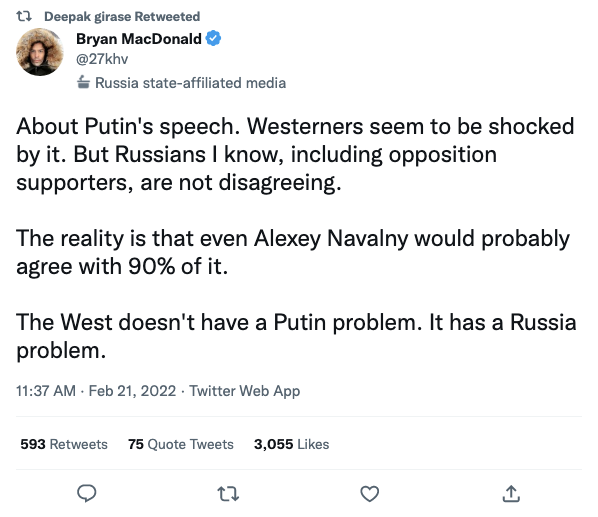 Deepak girase Retweeted
Bryan MacDonald
@27khv
Russia state-affiliated media
About Putin's speech. Westerners seem to be shocked
by it. But Russians I know, including opposition
supporters, are not disagreeing.
The reality is that even Alexey Navalny would probably
agree with 90% of it.
The West doesn't have a Putin problem. It has a Russia
problem.
11:37 AM · Feb 21, 2022 · Twitter Web App
593 Retweets 75 Quote Tweets 3,055 Likes